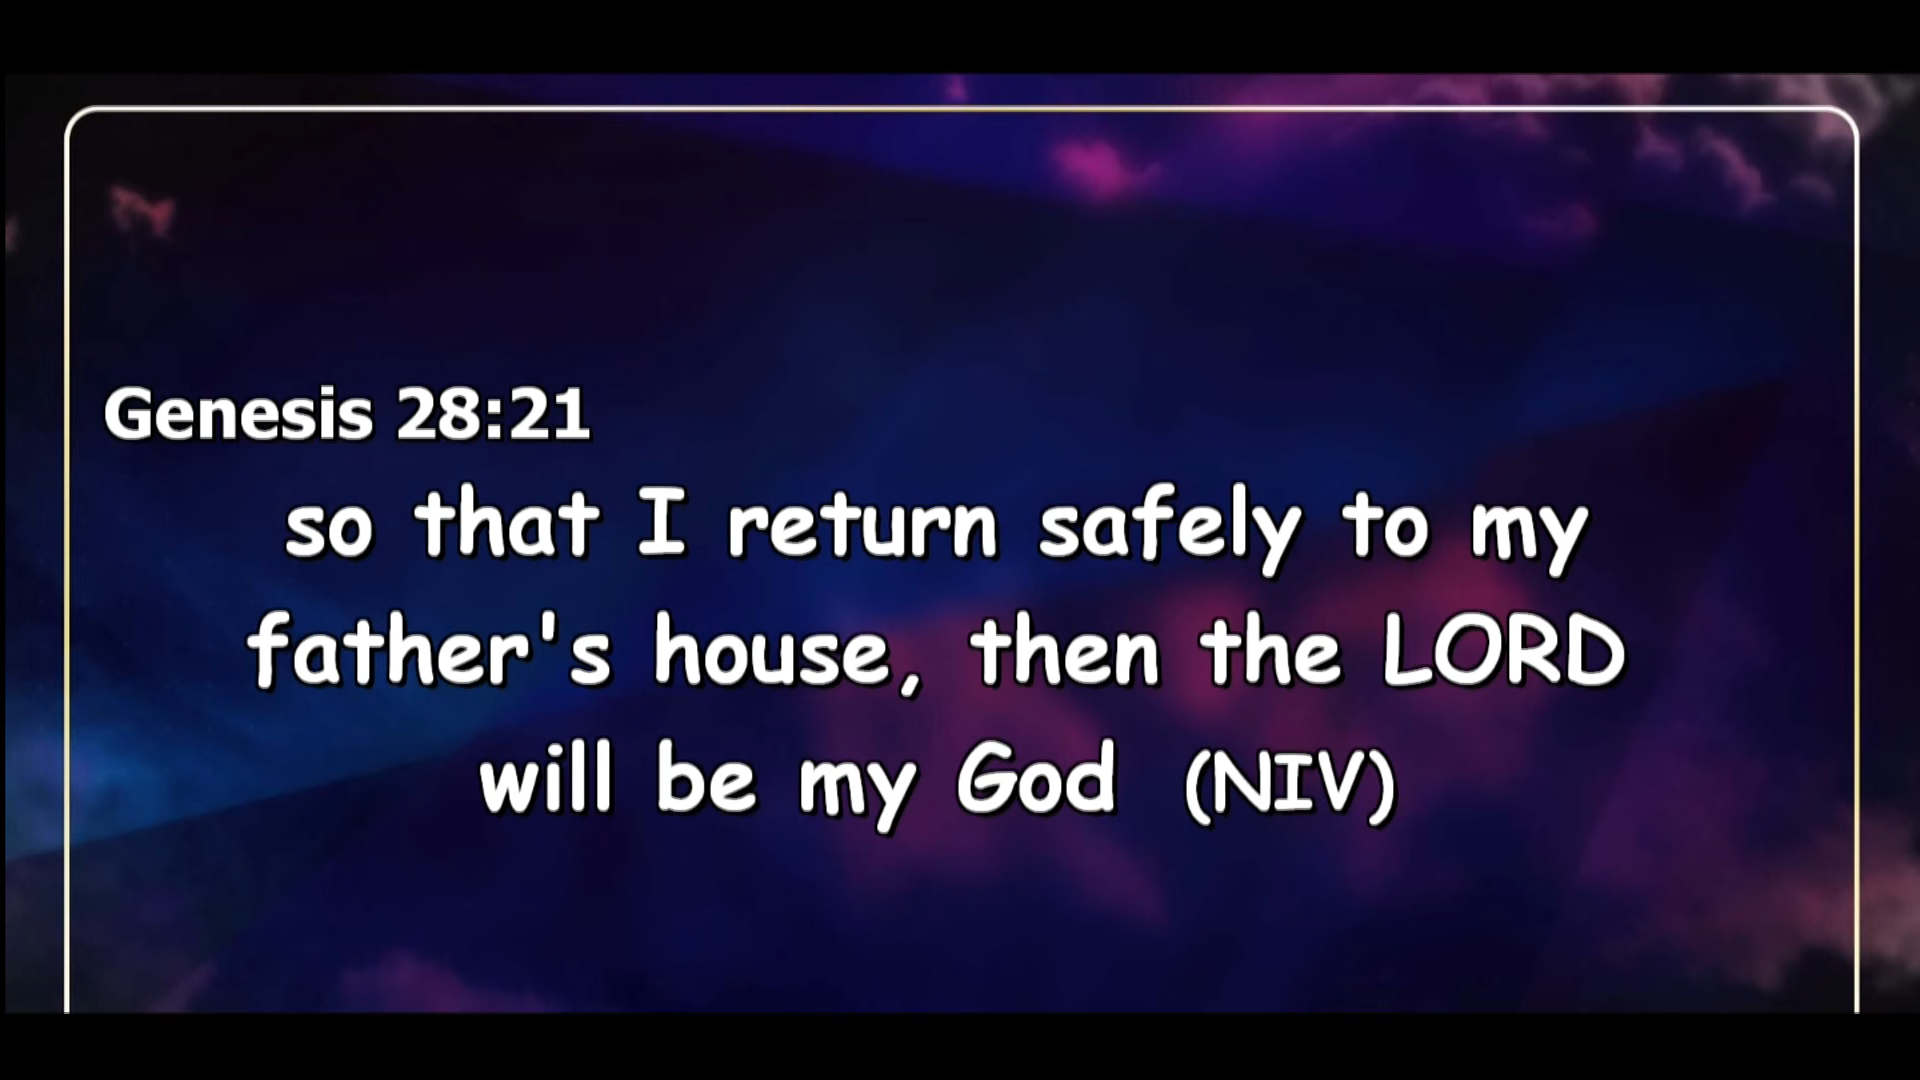 Genesis 28:21
so that I return safely to my
father's house, then the LORD
will be my God (NIV)